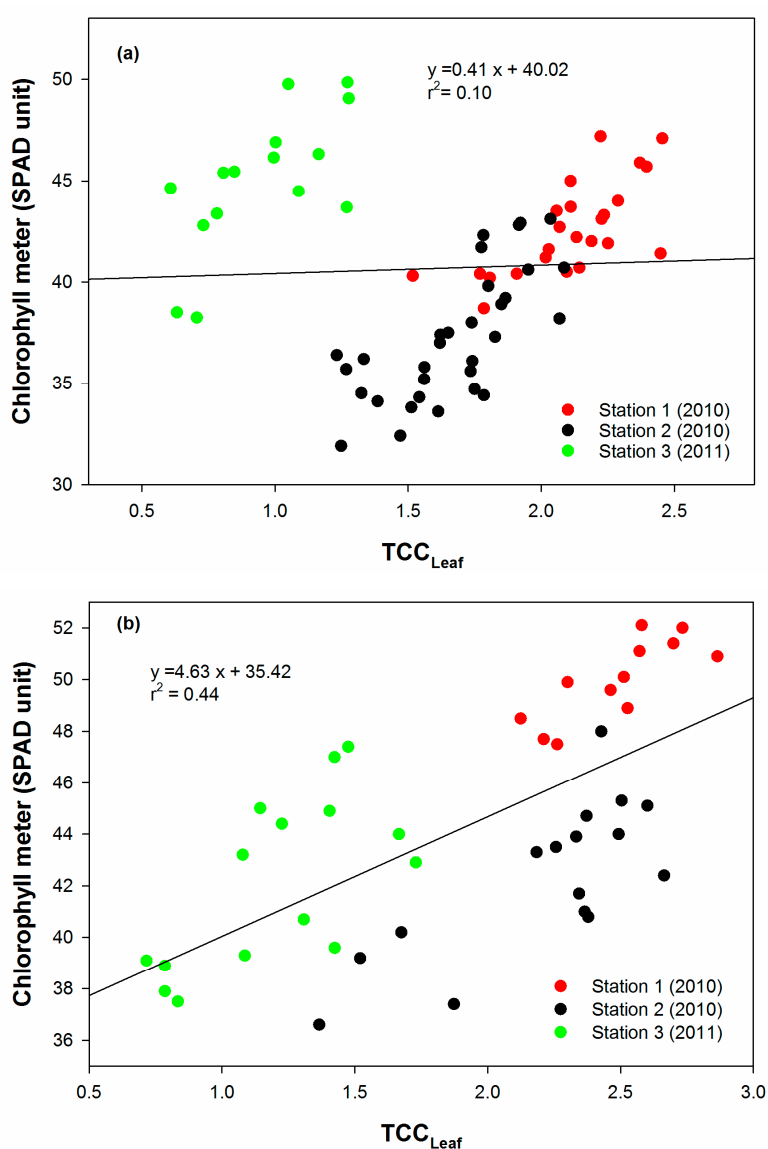 (a)
y =0.41 x + 40.02
r²= 0.10
Chlorophyll meter (SPAD unit)
50
45
40
35
30
Station 1 (2010)
Station 2 (2010)
Station 3 (2011)
0.5 1.0 1.5 2.0 2.5
TCC Leaf
(b)
y =4.63 x + 35.42
r² = 0.44
Chlorophyll meter (SPAD unit)
52
50
48
46
44
42
40
38
36
Station 1 (2010)
Station 2 (2010)
Station 3 (2011)
0.5 1.0 1.5 2.0 2.5 3.0
TCC Leaf